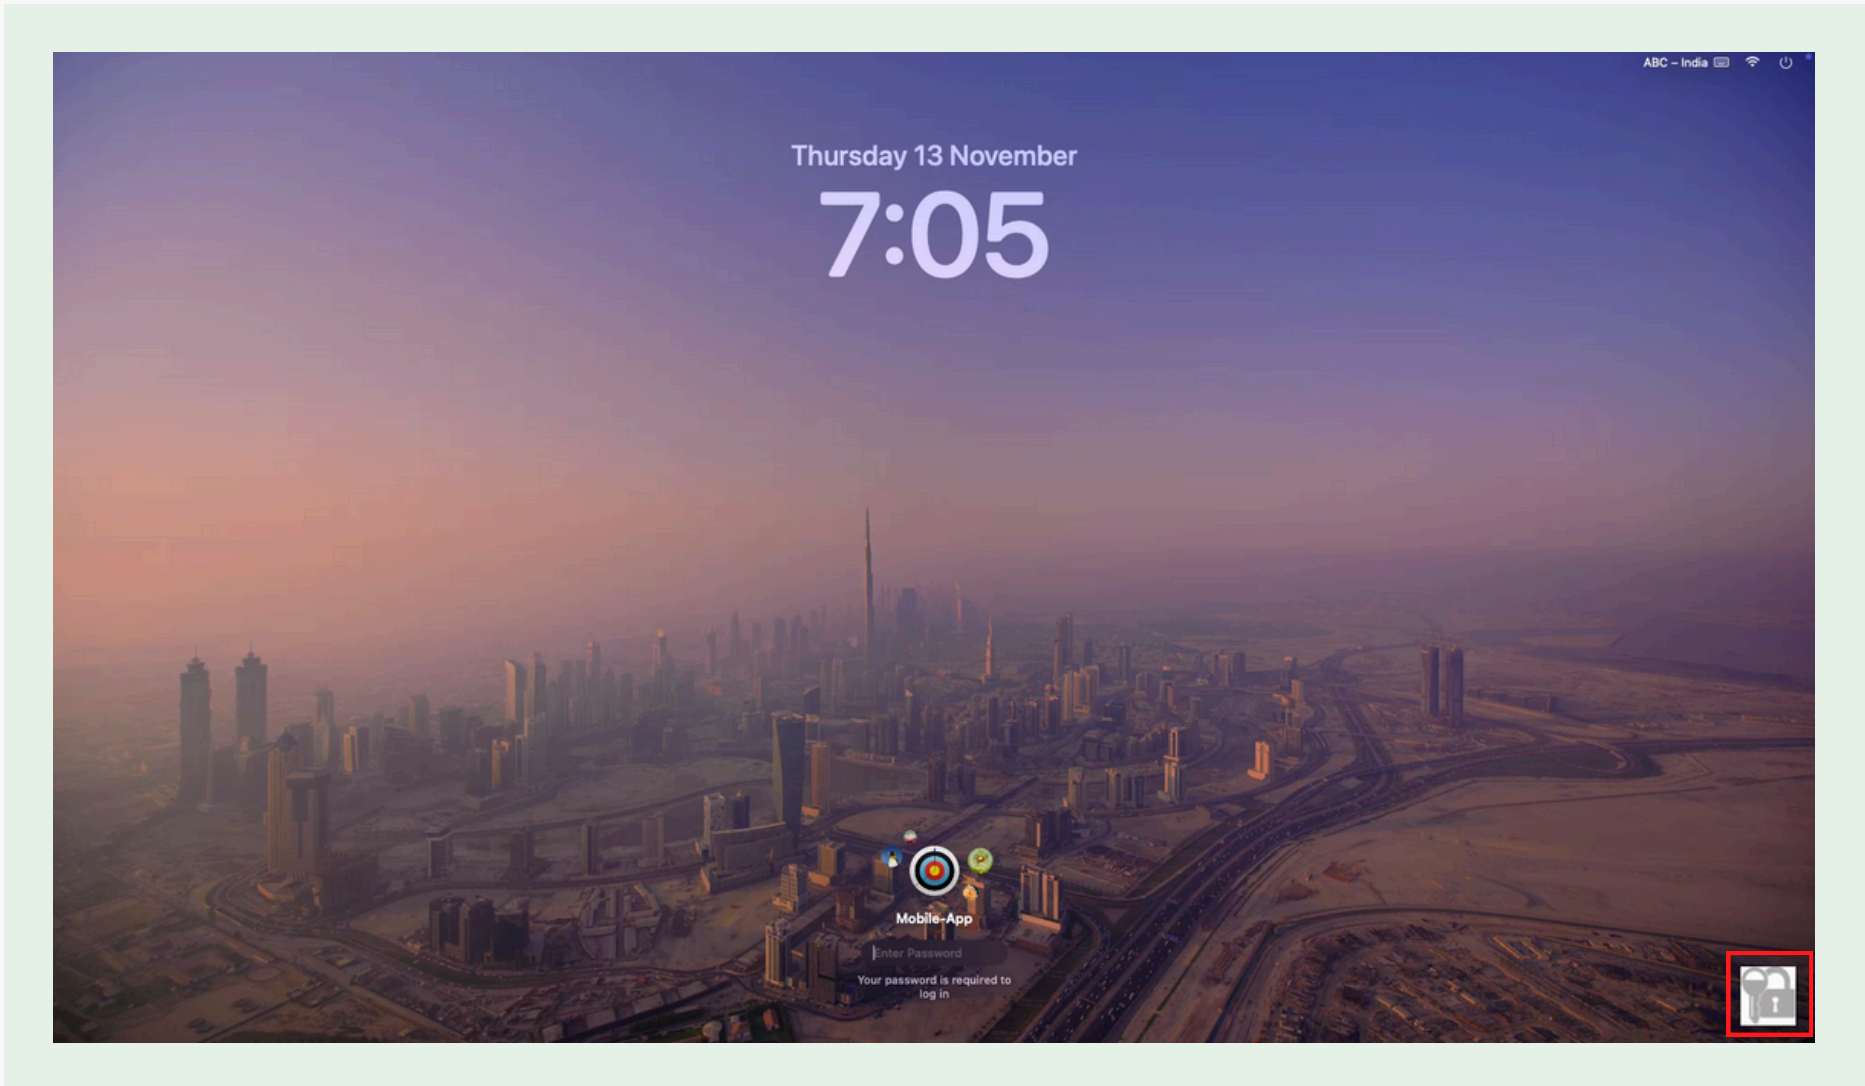 ABC – India
Thursday 13 November
7:05
Mobile-App
Enter Password
Your password is required to
log in